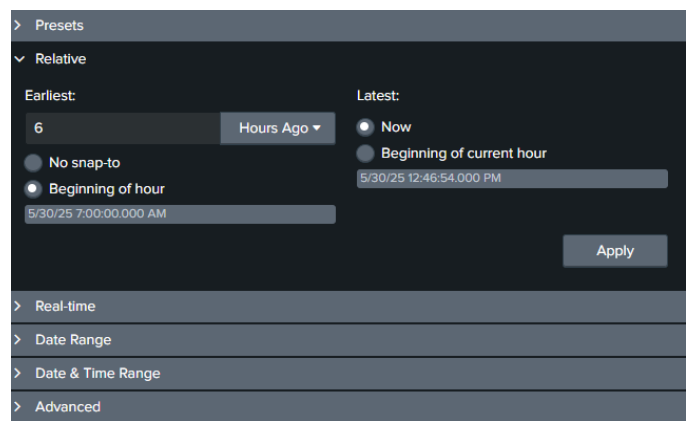 Presets
Relative
Earliest:
6
Hours Ago
No snap-to
Beginning of hour
5/30/25 7:00:00.000 AM
Latest:
Now
Beginning of current hour
5/30/25 12:46:54.000 PM
Apply
Real-time
Date Range
Date & Time Range
Advanced